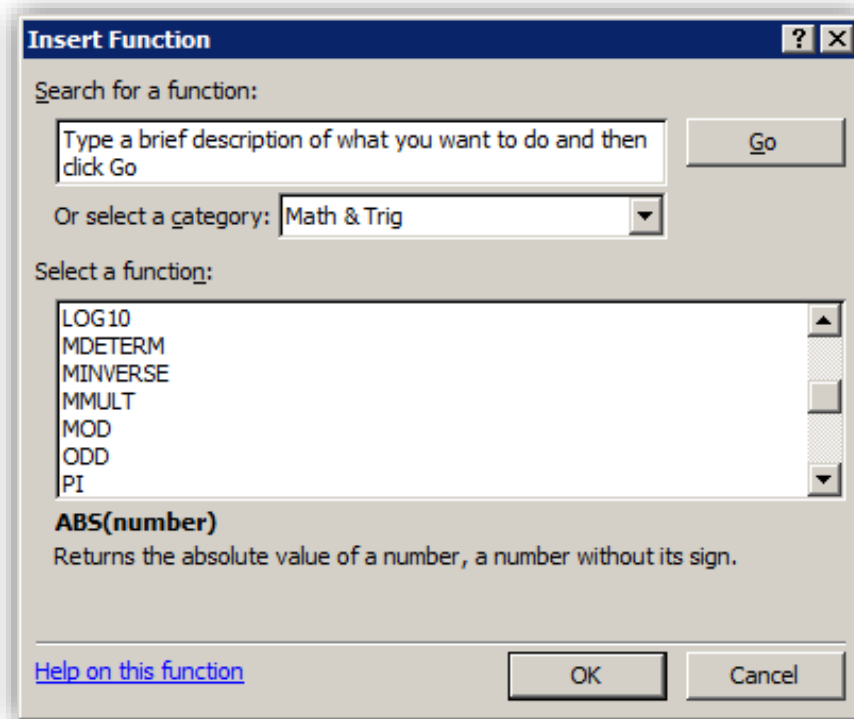 Insert Function
Search for a function:
Type a brief description of what you want to do and then
click Go
Go
Or select a category: Math & Trig
Select a function:
LOG10
MDETERM
MINVERSE
MMULT
MOD
ODD
PI
ABS(number)
Returns the absolute value of a number, a number without its sign.
Help on this function
OK
Cancel